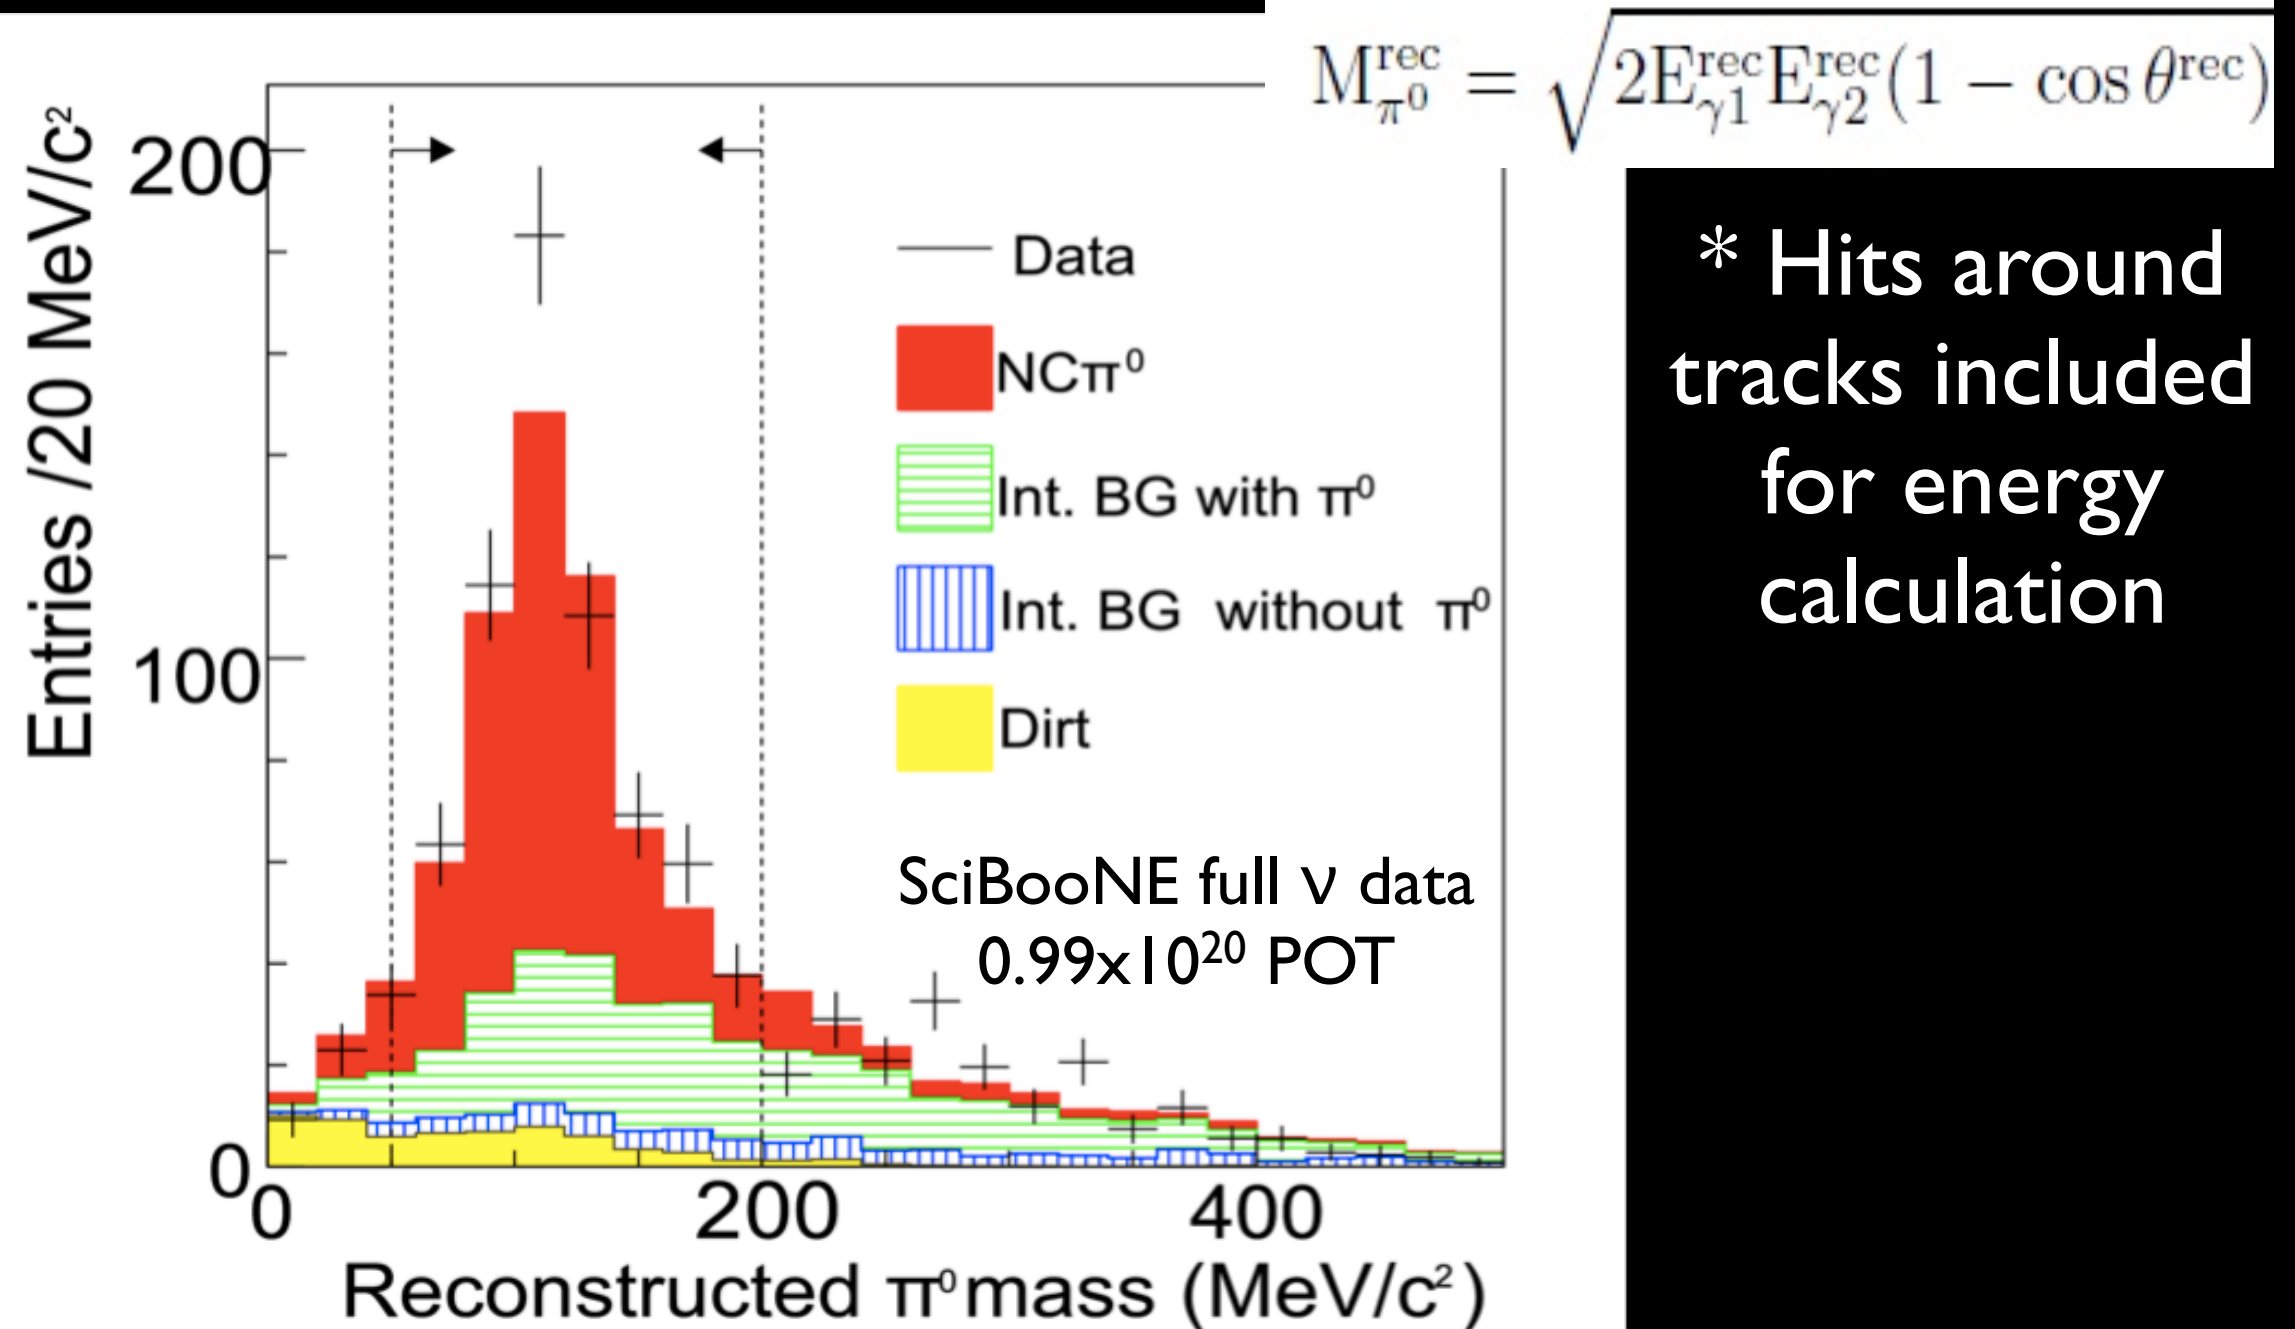 M^rec_π⁰ = √2E^rec_γ1 E^rec_γ2 (1 − cos θ^rec)
Entries /20 MeV/c²
200
100
0
Data
NCπ⁰
Int. BG with π⁰
Int. BG without π⁰
Dirt
SciBooNE full ν data
0.99x10²⁰ POT
0
200
400
Reconstructed π⁰ mass (MeV/c²)
* Hits around
tracks included
for energy
calculation